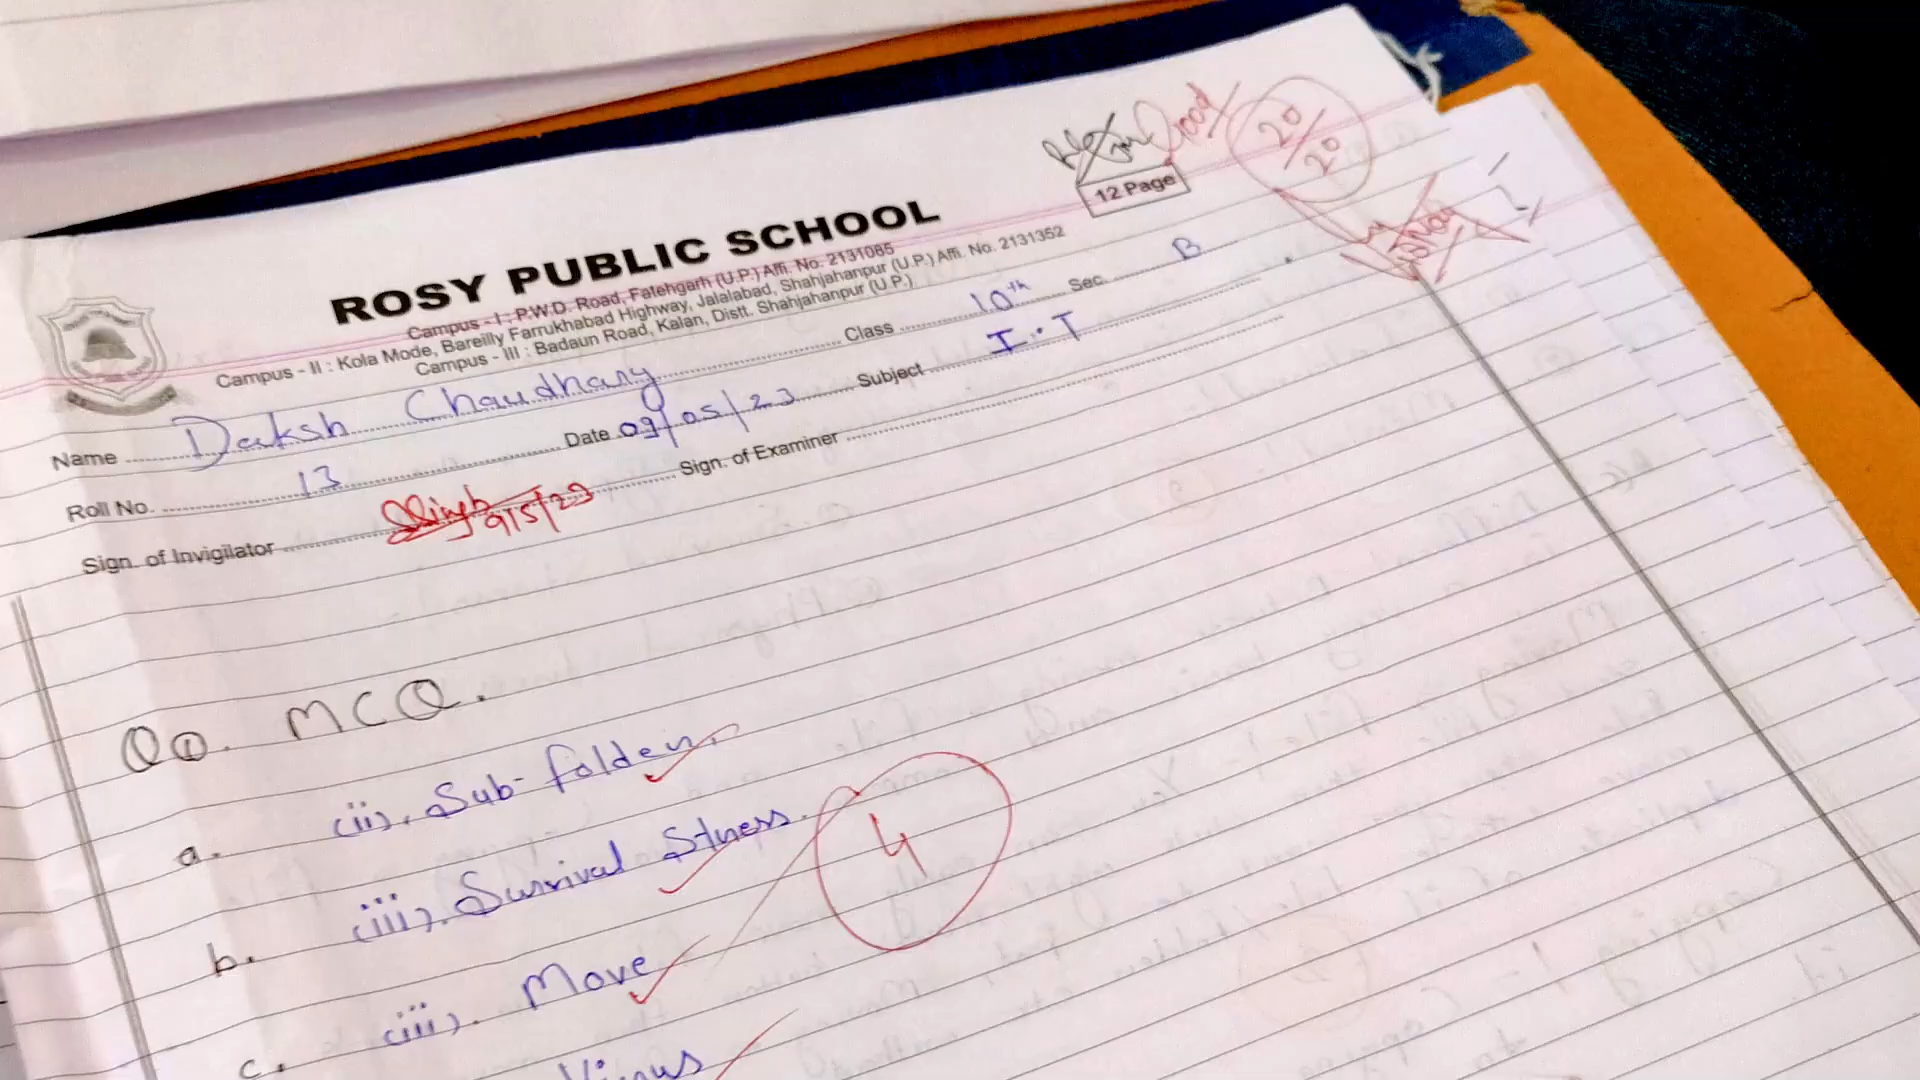 Good
20/20
12 Page
ROSY PUBLIC SCHOOL
Campus - I : P.W.D. Road, Fatehgarh (U.P.) Affi. No. 2131085
Campus - II : Kola Mode, Bareilly Farrukhabad Highway, Jalalabad, Shahjahanpur (U.P.) Affi. No. 2131352
Campus - III : Badaun Road, Kalan, Distt. Shahjahanpur (U.P.)
Name Daksh Chaudhary Class 10th Sec. B
Roll No. 13 Date 09/05/23 Subject I.T
Sign. of Invigilator 9/5/23 Sign. of Examiner
Q①. MCQ.
a. (ii). Sub-folder.
b. (iii). Survival Stress.
4
c. (iii). Move
Virus